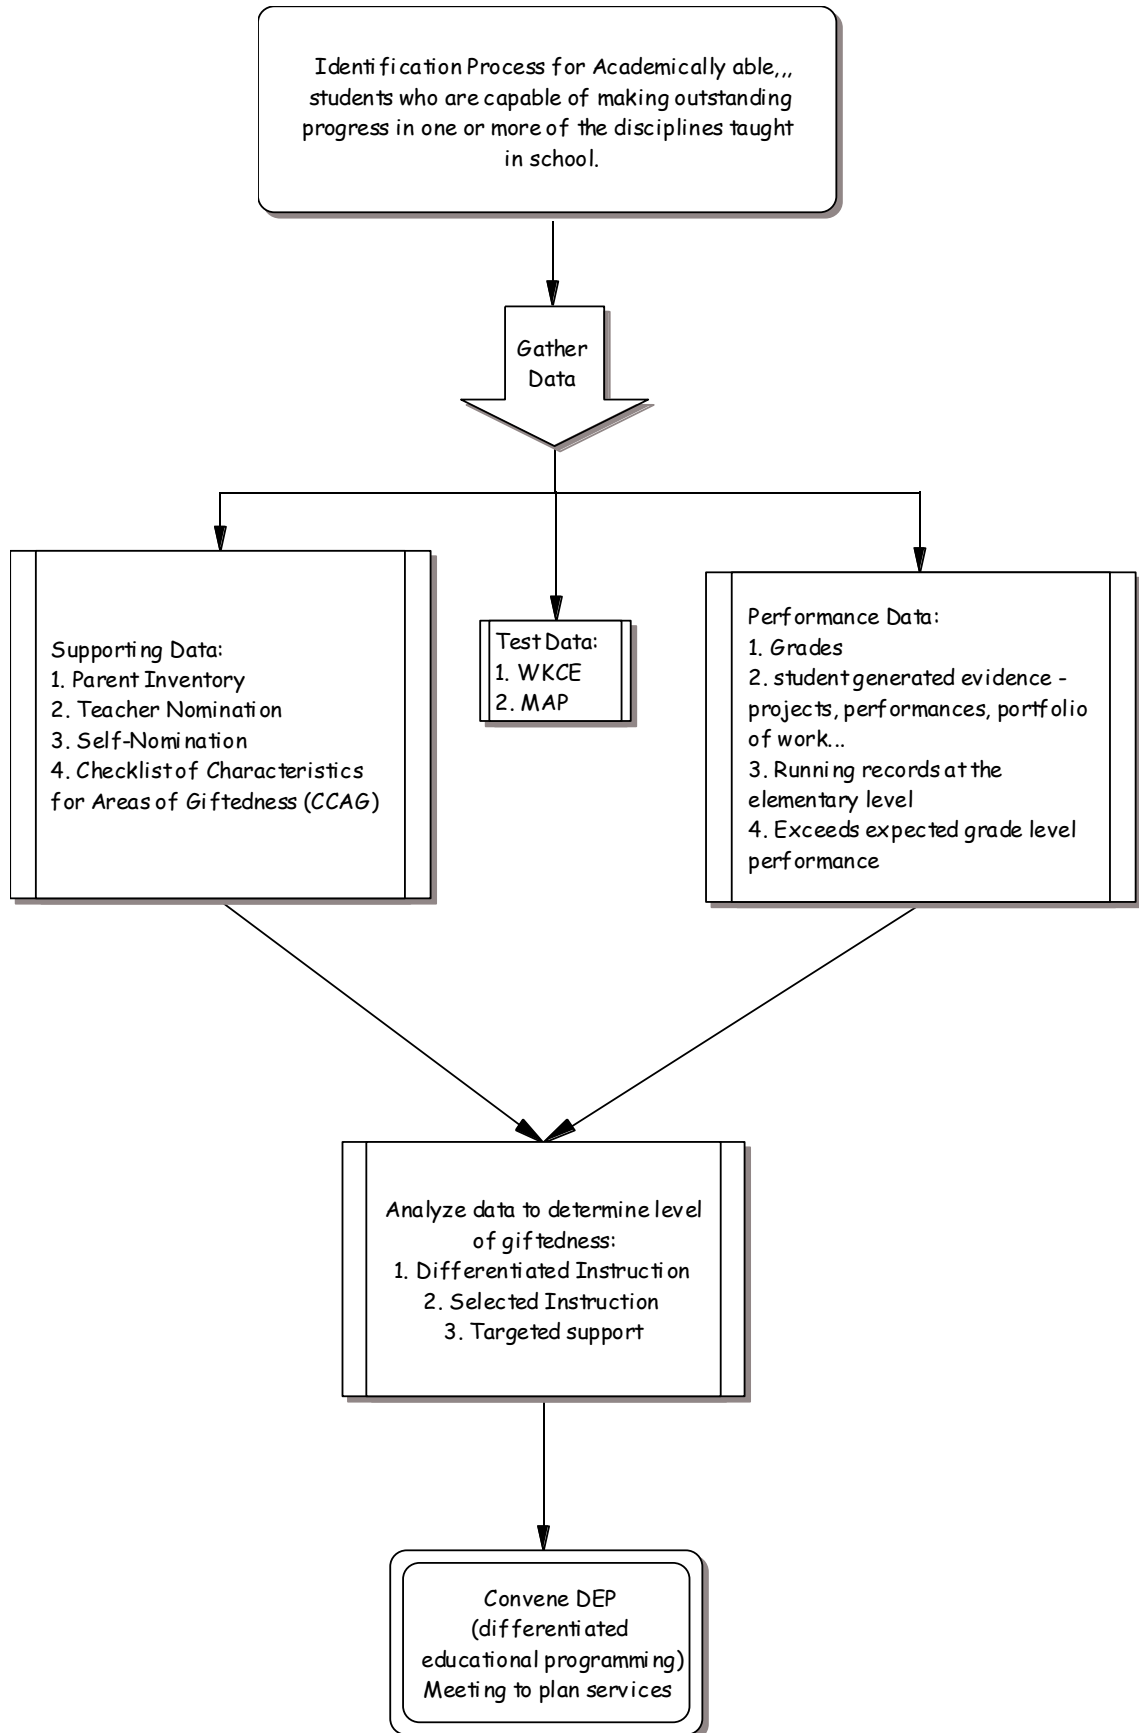 Identification Process for Academically able,,,
students who are capable of making outstanding
progress in one or more of the disciplines taught
in school.
Gather
Data
Supporting Data:
1. Parent Inventory
2. Teacher Nomination
3. Self-Nomination
4. Checklist of Characteristics
for Areas of Giftedness (CCAG)
Test Data:
1. WKCE
2. MAP
Performance Data:
1. Grades
2. student generated evidence -
projects, performances, portfolio
of work...
3. Running records at the
elementary level
4. Exceeds expected grade level
performance
Analyze data to determine level
of giftedness:
1. Differentiated Instruction
2. Selected Instruction
3. Targeted support
Convene DEP
(differentiated
educational programming)
Meeting to plan services